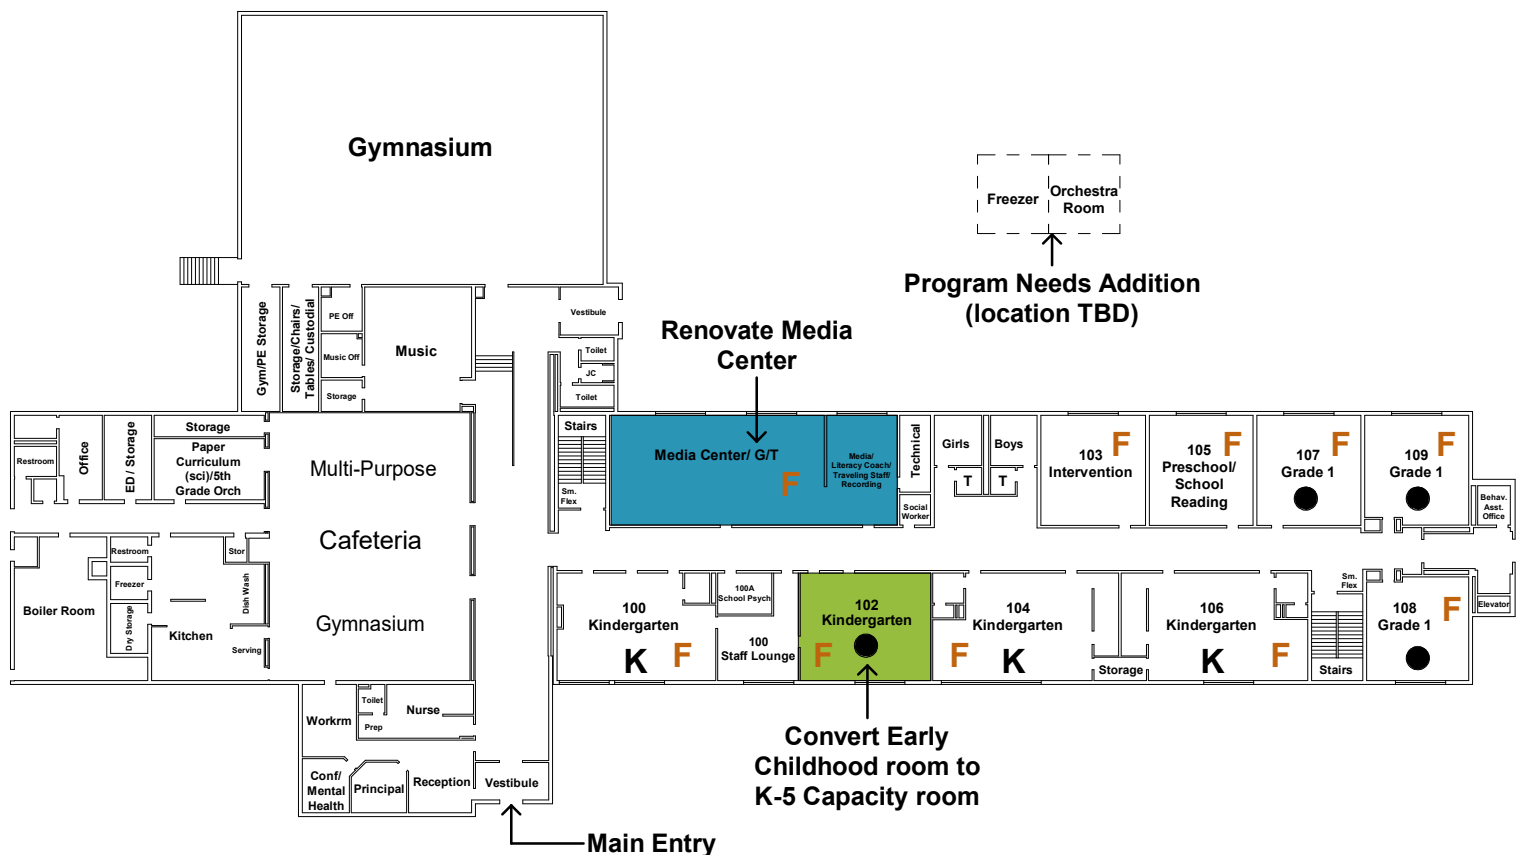 Gymnasium
Freezer
Orchestra
Room
Program Needs Addition
(location TBD)
Gym/PE Storage
Storage/Chairs/
Tables/ Custodial
PE Off
Music Off
Storage
Music
Vestibule
Toilet
JC
Toilet
Renovate Media
Center
Restroom
Office
ED / Storage
Storage
Paper
Curriculum
(sci)/5th
Grade Orch
Multi-Purpose
Cafeteria
Gymnasium
Stairs
Sm.
Flex
Media Center/ G/T
F
Media/
Literacy Coach/
Traveling Staff/
Recording
Technical
Social
Worker
Girls
T
Boys
T
103
Intervention
F
105
Preschool/
School
Reading
F
107
Grade 1
F
109
Grade 1
F
Behav.
Asst.
Office
Boiler Room
Restroom
Freezer
Dry Storage
Kitchen
Stor
Dish Wash
Serving
100
Kindergarten
K
F
100A
School Psych
100
Staff Lounge
102
Kindergarten
F
104
Kindergarten
F
K
Storage
106
Kindergarten
K
F
Sm.
Flex
Stairs
108
Grade 1
F
Elevator
Workrm
Toilet
Prep
Nurse
Conf/
Mental
Health
Principal
Reception
Vestibule
Main Entry
Convert Early
Childhood room to
K-5 Capacity room